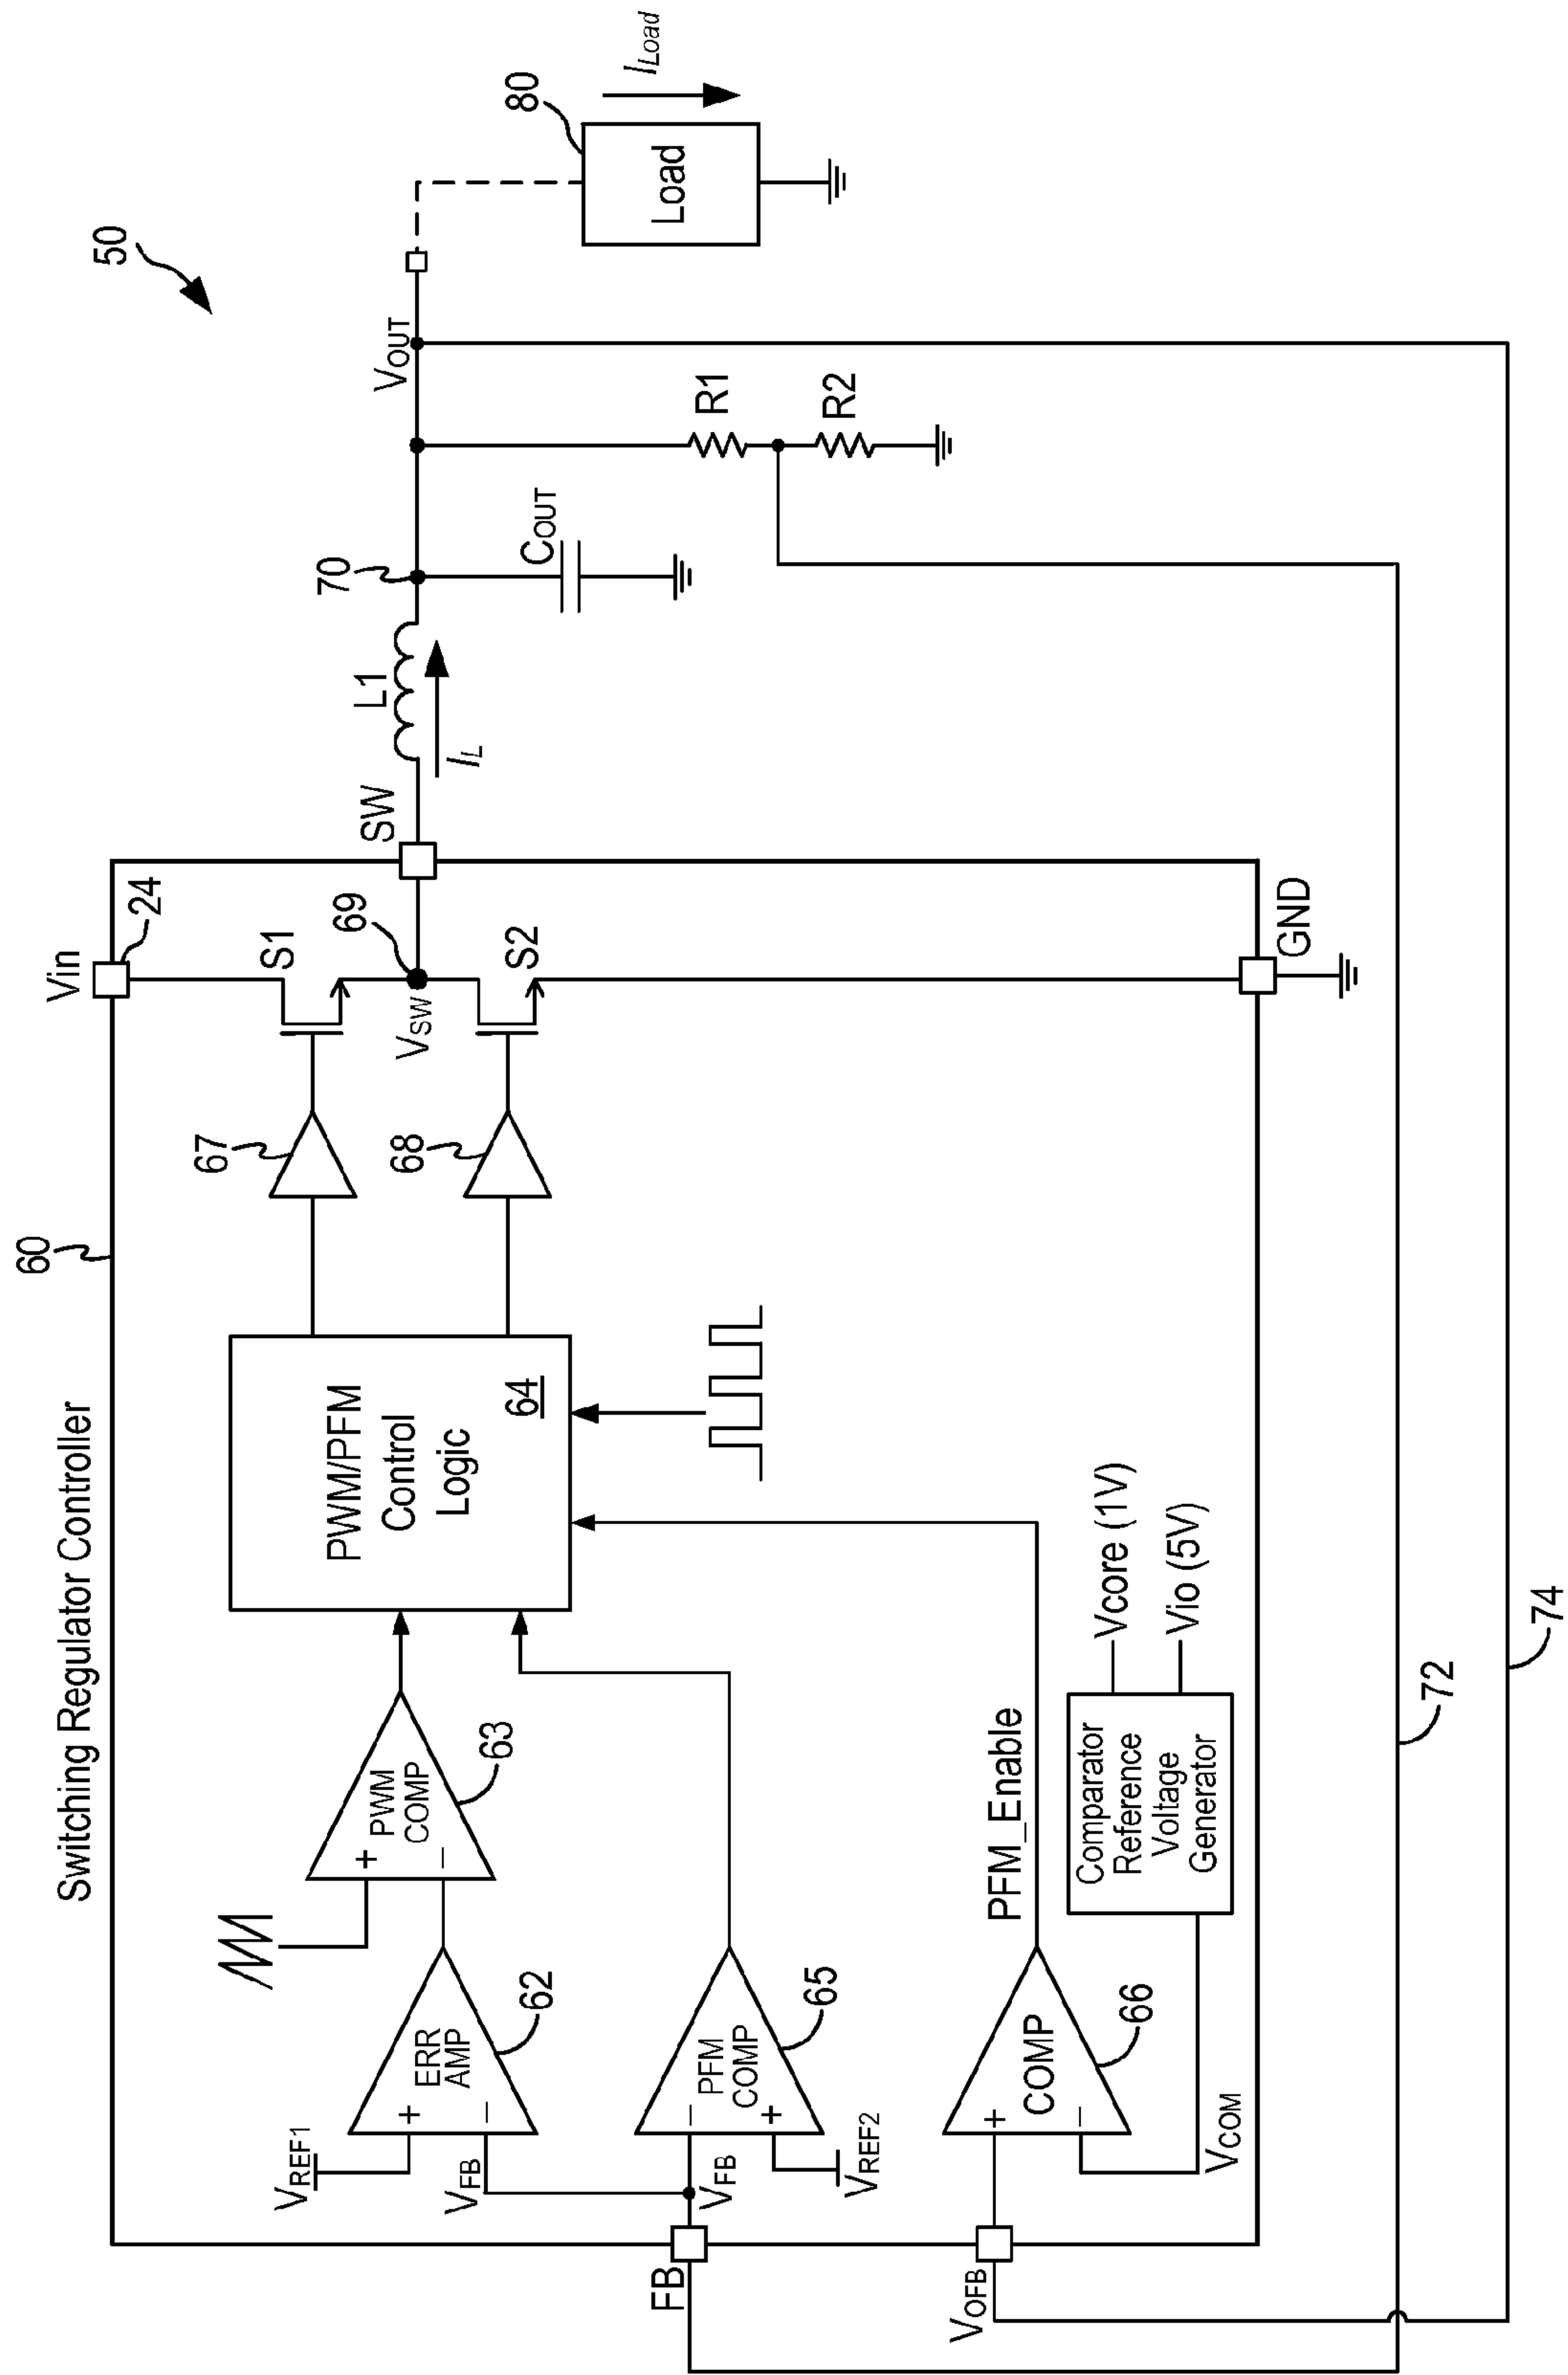 50
Switching Regulator Controller
60
Vin
24
67
S1
VREF1
ERR
AMP
62
VFB
+
−
PWM
COMP
63
+
−
PWM/PFM
Control
Logic
64
68
S2
VSW
69
SW
L1
IL
70
COUT
VOUT
R1
R2
80
Load
ILoad
FB
VFB
PFM
COMP
65
−
+
VREF2
VOFB
COMP
66
+
−
VCOM
PFM_Enable
Comparator
Reference
Voltage
Generator
Vcore (1V)
Vio (5V)
GND
72
74